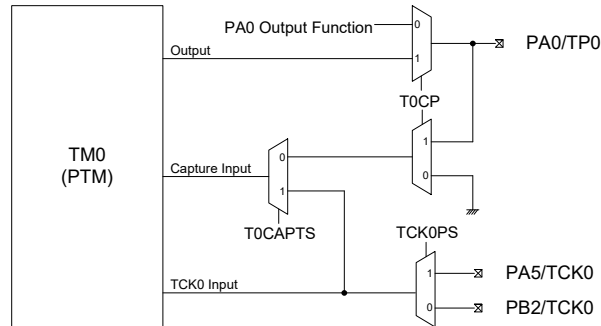 PA0 Output Function
0
1
Output
PA0/TP0
T0CP
TM0
(PTM)
Capture Input
0
1
1
0
T0CAPTS
TCK0PS
TCK0 Input
1
0
PA5/TCK0
PB2/TCK0